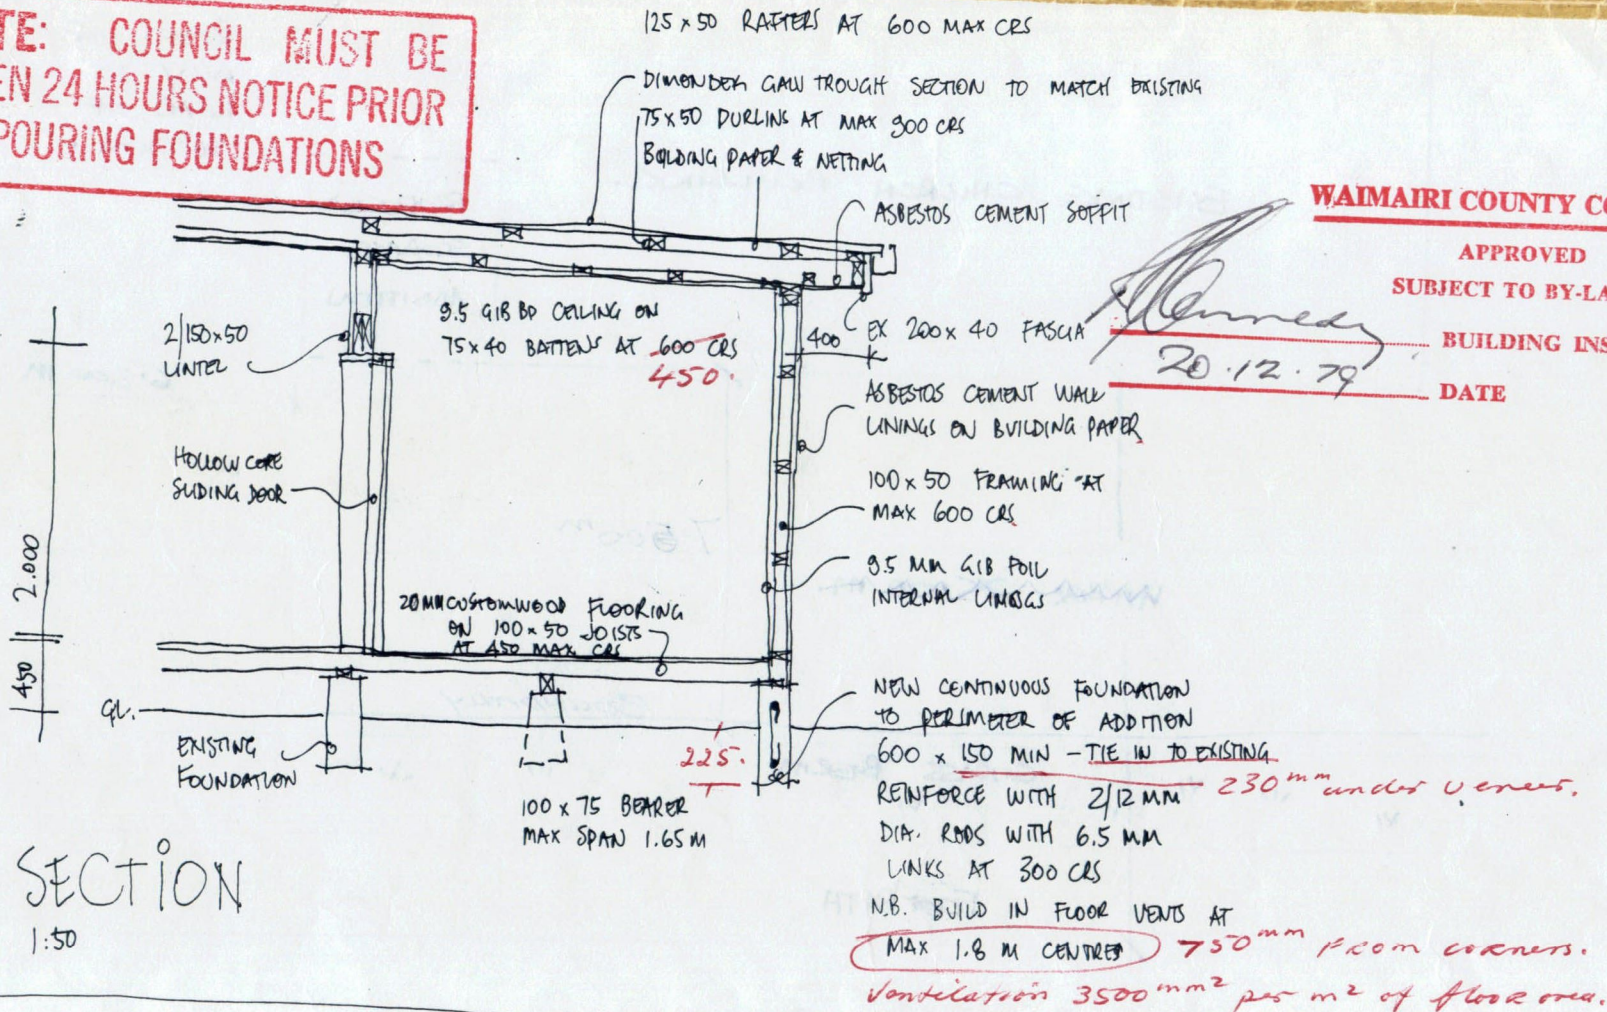 TE: COUNCIL MUST BE
EN 24 HOURS NOTICE PRIOR
POURING FOUNDATIONS
125 x 50 RAFTERS AT 600 MAX CRS
DIMONDEK GALV TROUGH SECTION TO MATCH EXISTING
75 x 50 PURLINS AT MAX 900 CRS
BUILDING PAPER & NETTING
ASBESTOS CEMENT SOFFIT
WAIMAIRI COUNTY CO
APPROVED
SUBJECT TO BY-LA
BUILDING INS
20.12.79
DATE
2/150x50
LINTEL
9.5 GIB BD CEILING ON
75 x 40 BATTENS AT 600 CRS
450.
400
EX 200 x 40 FASCIA
ASBESTOS CEMENT WALL
LININGS ON BUILDING PAPER
HOLLOW CORE
SLIDING DOOR
100 x 50 FRAMING AT
MAX 600 CRS
9.5 MM GIB FOIL
INTERNAL LININGS
2.000
450
20MM CUSTOMWOOD FLOORING
ON 100 x 50 JOISTS
AT 450 MAX CRS
GL.
EXISTING
FOUNDATION
225.
100 x 75 BEARER
MAX SPAN 1.65 M
NEW CONTINUOUS FOUNDATION
TO PERIMETER OF ADDITION
600 x 150 MIN - TIE IN TO EXISTING
230mm under veneer.
REINFORCE WITH 2/12 MM
DIA. RODS WITH 6.5 MM
LINKS AT 300 CRS
N.B. BUILD IN FLOOR VENTS AT
MAX 1.8 M CENTRES 750mm From corners.
Ventilation 3500mm² per m² of floor area.
SECTION
1:50